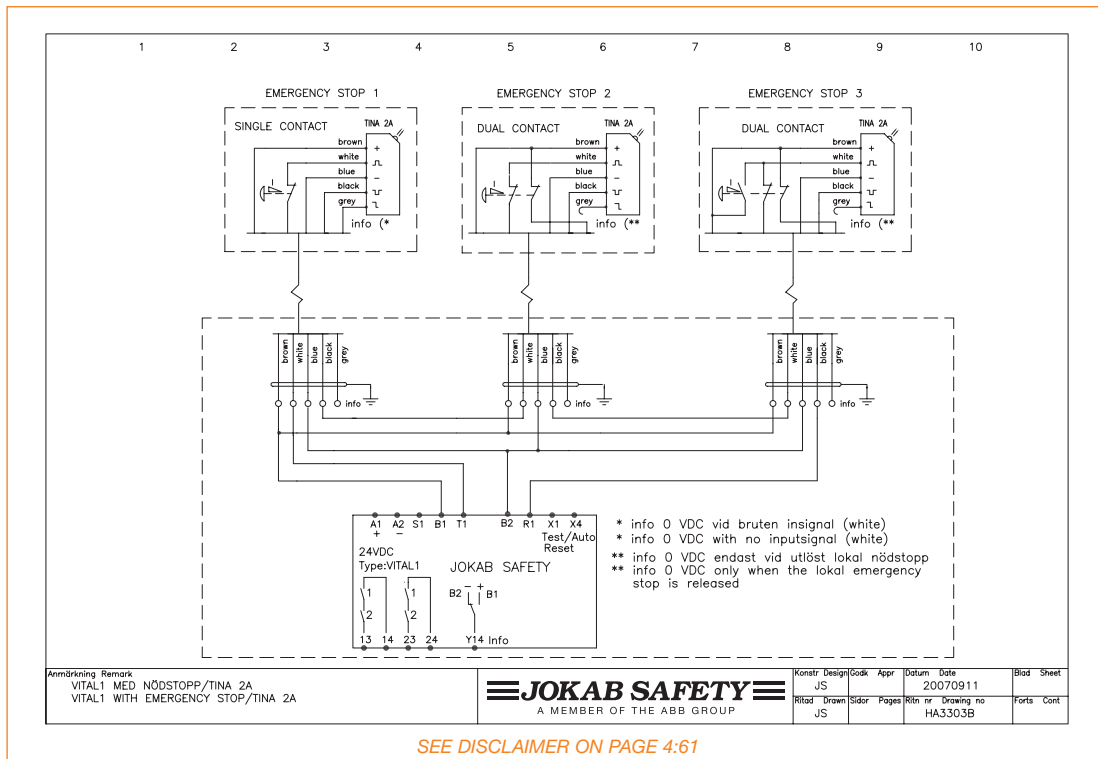 1 2 3 4 5 6 7 8 9 10
EMERGENCY STOP 1 EMERGENCY STOP 2 EMERGENCY STOP 3
SINGLE CONTACT
TINA 2A
brown
+
white
blue
-
black
grey
info (*
DUAL CONTACT
TINA 2A
brown
+
white
blue
-
black
grey
info (**
DUAL CONTACT
TINA 2A
brown
+
white
blue
-
black
grey
info (**
brown white blue black grey
info
brown white blue black grey
info
brown white blue black grey
info
A1 A2 S1 B1 T1 B2 R1 X1 X4
+ -
Test/Auto
Reset
24VDC
Type:VITAL1
JOKAB SAFETY
1 1
2 2
B2 - + B1
13 14 23 24 Y14 Info
* info 0 VDC vid bruten insignal (white)
* info 0 VDC with no inputsignal (white)
** info 0 VDC endast vid utlöst lokal nödstopp
** info 0 VDC only when the lokal emergency
stop is released
Anmärkning Remark
VITAL1 MED NÖDSTOPP/TINA 2A
VITAL1 WITH EMERGENCY STOP/TINA 2A
JOKAB SAFETY
A MEMBER OF THE ABB GROUP
Konstr Design Godk Appr Datum Date Blad Sheet
JS 20070911
Ritad Drawn Sidor Pages Ritn nr Drawing no Forts Cont
JS HA3303B
SEE DISCLAIMER ON PAGE 4:61